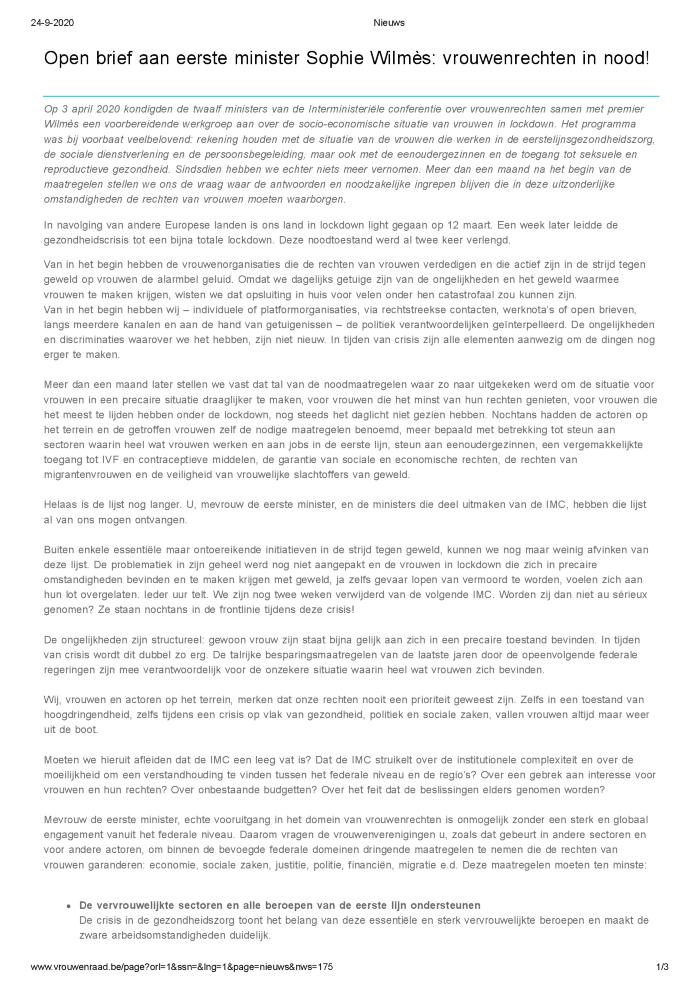 24-9-2020 Nieuws
Open brief aan eerste minister Sophie Wilmès: vrouwenrechten in nood!
Op 3 april 2020 kondigden de twaalf ministers van de Interministeriële conferentie over vrouwenrechten samen met premier
Wilmès een voorbereidende werkgroep aan over de socio-economische situatie van vrouwen in lockdown. Het programma
was bij voorbaat veelbelovend: rekening houden met de situatie van de vrouwen die werken in de eerstelijnsgezondheidszorg,
de sociale dienstverlening en de persoonsbegeleiding, maar ook met de eenoudergezinnen en de toegang tot seksuele en
reproductieve gezondheid. Sindsdien hebben we echter niets meer vernomen. Meer dan een maand na het begin van de
maatregelen stellen we ons de vraag waar de antwoorden en noodzakelijke ingrepen blijven die in deze uitzonderlijke
omstandigheden de rechten van vrouwen moeten waarborgen.
In navolging van andere Europese landen is ons land in lockdown light gegaan op 12 maart. Een week later leidde de
gezondheidscrisis tot een bijna totale lockdown. Deze noodtoestand werd al twee keer verlengd.
Van in het begin hebben de vrouwenorganisaties die de rechten van vrouwen verdedigen en die actief zijn in de strijd tegen
geweld op vrouwen de alarmbel geluid. Omdat we dagelijks getuige zijn van de ongelijkheden en het geweld waarmee
vrouwen te maken krijgen, wisten we dat opsluiting in huis voor velen onder hen catastrofaal zou kunnen zijn.
Van in het begin hebben wij – individuele of platformorganisaties, via rechtstreekse contacten, werknota's of open brieven,
langs meerdere kanalen en aan de hand van getuigenissen – de politiek verantwoordelijken geïnterpelleerd. De ongelijkheden
en discriminaties waarover we het hebben, zijn niet nieuw. In tijden van crisis zijn alle elementen aanwezig om de dingen nog
erger te maken.
Meer dan een maand later stellen we vast dat tal van de noodmaatregelen waar zo naar uitgekeken werd om de situatie voor
vrouwen in een precaire situatie draaglijker te maken, voor vrouwen die het minst van hun rechten genieten, voor vrouwen die
het meest te lijden hebben onder de lockdown, nog steeds het daglicht niet gezien hebben. Nochtans hadden de actoren op
het terrein en de getroffen vrouwen zelf de nodige maatregelen benoemd, meer bepaald met betrekking tot steun aan
sectoren waarin heel wat vrouwen werken en aan jobs in de eerste lijn, steun aan eenoudergezinnen, een vergemakkelijkte
toegang tot IVF en contraceptieve middelen, de garantie van sociale en economische rechten, de rechten van
migrantenvrouwen en de veiligheid van vrouwelijke slachtoffers van geweld.
Helaas is de lijst nog langer. U, mevrouw de eerste minister, en de ministers die deel uitmaken van de IMC, hebben die lijst
al van ons mogen ontvangen.
Buiten enkele essentiële maar ontoereikende initiatieven in de strijd tegen geweld, kunnen we nog maar weinig afvinken van
deze lijst. De problematiek in zijn geheel werd nog niet aangepakt en de vrouwen in lockdown die zich in precaire
omstandigheden bevinden en te maken krijgen met geweld, ja zelfs gevaar lopen van vermoord te worden, voelen zich aan
hun lot overgelaten. Ieder uur telt. We zijn nog twee weken verwijderd van de volgende IMC. Worden zij dan niet au sérieux
genomen? Ze staan nochtans in de frontlinie tijdens deze crisis!
De ongelijkheden zijn structureel: gewoon vrouw zijn staat bijna gelijk aan zich in een precaire toestand bevinden. In tijden
van crisis wordt dit dubbel zo erg. De talrijke besparingsmaatregelen van de laatste jaren door de opeenvolgende federale
regeringen zijn mee verantwoordelijk voor de onzekere situatie waarin heel wat vrouwen zich bevinden.
Wij, vrouwen en actoren op het terrein, merken dat onze rechten nooit een prioriteit geweest zijn. Zelfs in een toestand van
hoogdringendheid, zelfs tijdens een crisis op vlak van gezondheid, politiek en sociale zaken, vallen vrouwen altijd maar weer
uit de boot.
Moeten we hieruit afleiden dat de IMC een leeg vat is? Dat de IMC struikelt over de institutionele complexiteit en over de
moeilijkheid om een verstandhouding te vinden tussen het federale niveau en de regio's? Over een gebrek aan interesse voor
vrouwen en hun rechten? Over onbestaande budgetten? Over het feit dat de beslissingen elders genomen worden?
Mevrouw de eerste minister, echte vooruitgang in het domein van vrouwenrechten is onmogelijk zonder een sterk en globaal
engagement vanuit het federale niveau. Daarom vragen de vrouwenverenigingen u, zoals dat gebeurt in andere sectoren en
voor andere actoren, om binnen de bevoegde federale domeinen dringende maatregelen te nemen die de rechten van
vrouwen garanderen: economie, sociale zaken, justitie, politie, financiën, migratie e.d. Deze maatregelen moeten ten minste:
• De vervrouwelijkte sectoren en alle beroepen van de eerste lijn ondersteunen
De crisis in de gezondheidszorg toont het belang van deze essentiële en sterk vervrouwelijkte beroepen en maakt de
zware arbeidsomstandigheden duidelijk.
www.vrouwenraad.be/page?orl=1&ssn=&lng=1&page=nieuws&nws=175 1/3